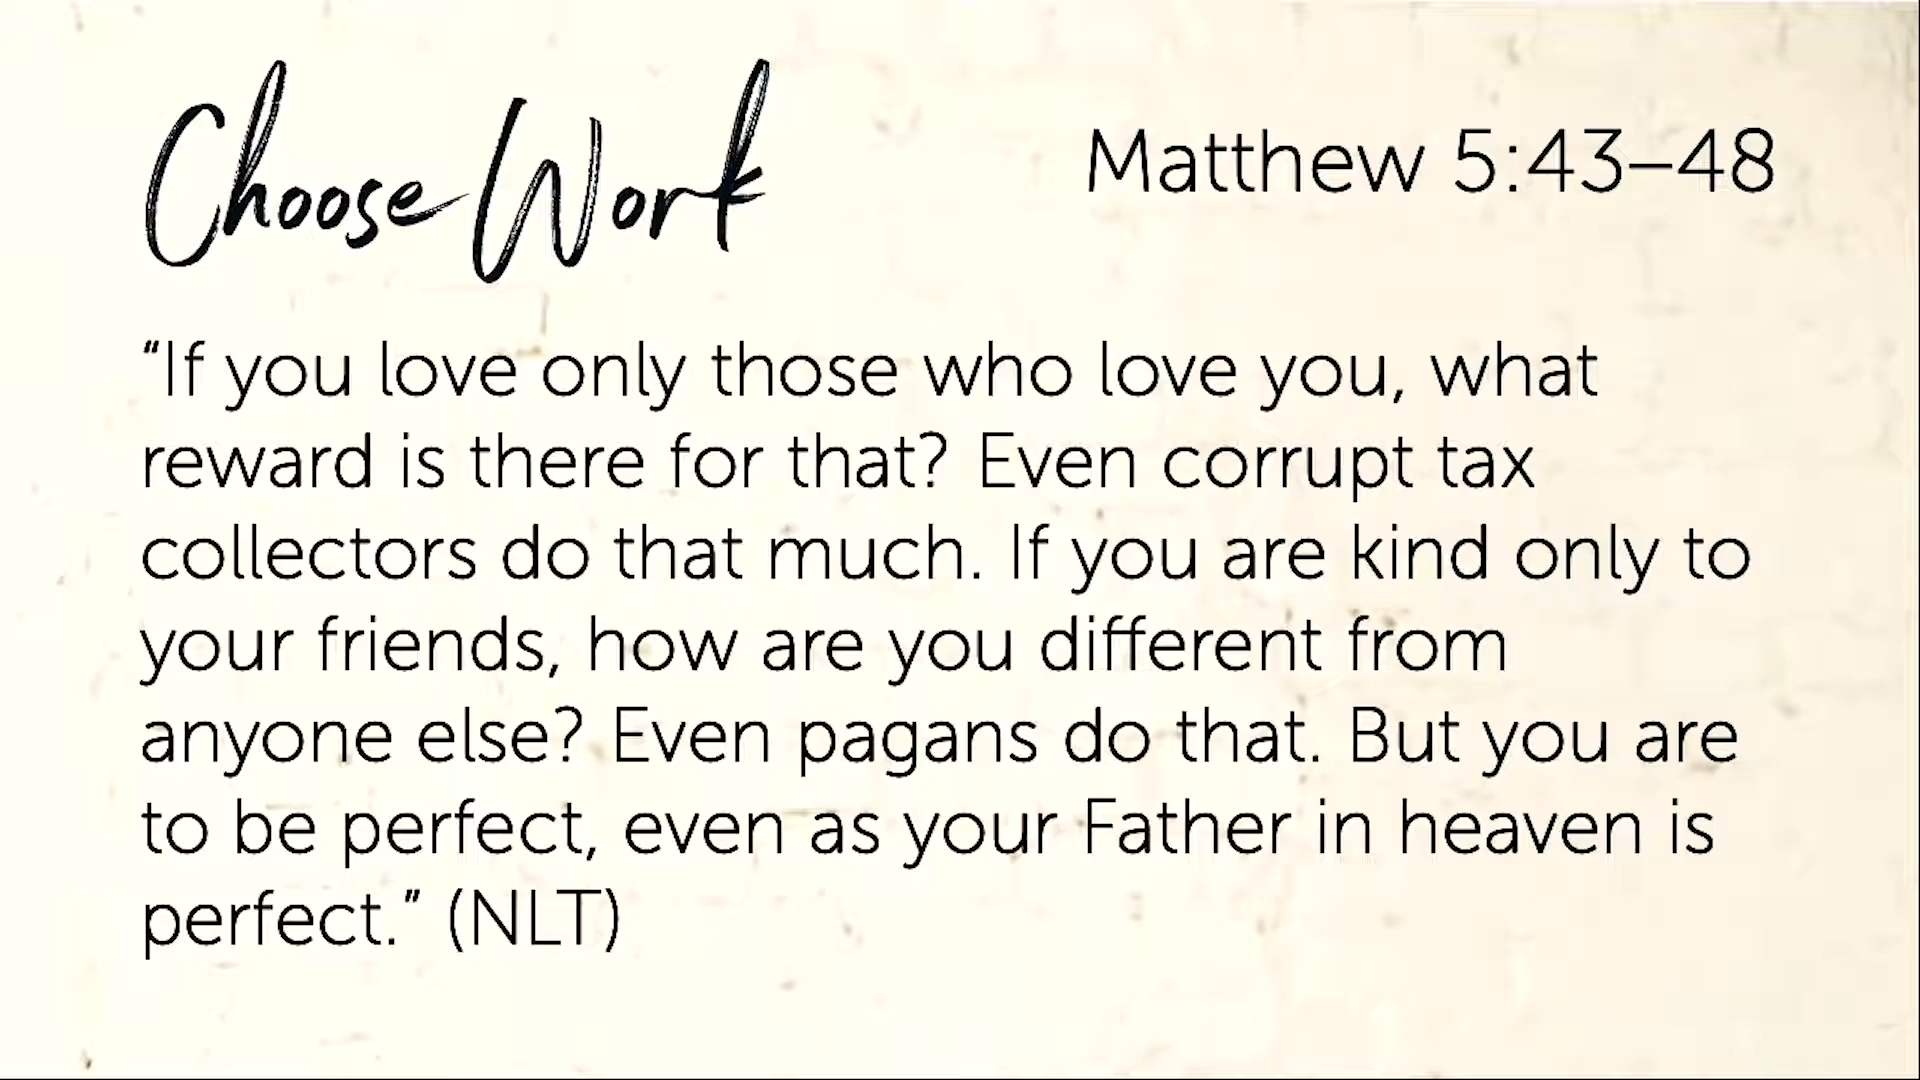 Choose Work
Matthew 5:43–48
“If you love only those who love you, what
reward is there for that? Even corrupt tax
collectors do that much. If you are kind only to
your friends, how are you different from
anyone else? Even pagans do that. But you are
to be perfect, even as your Father in heaven is
perfect.” (NLT)